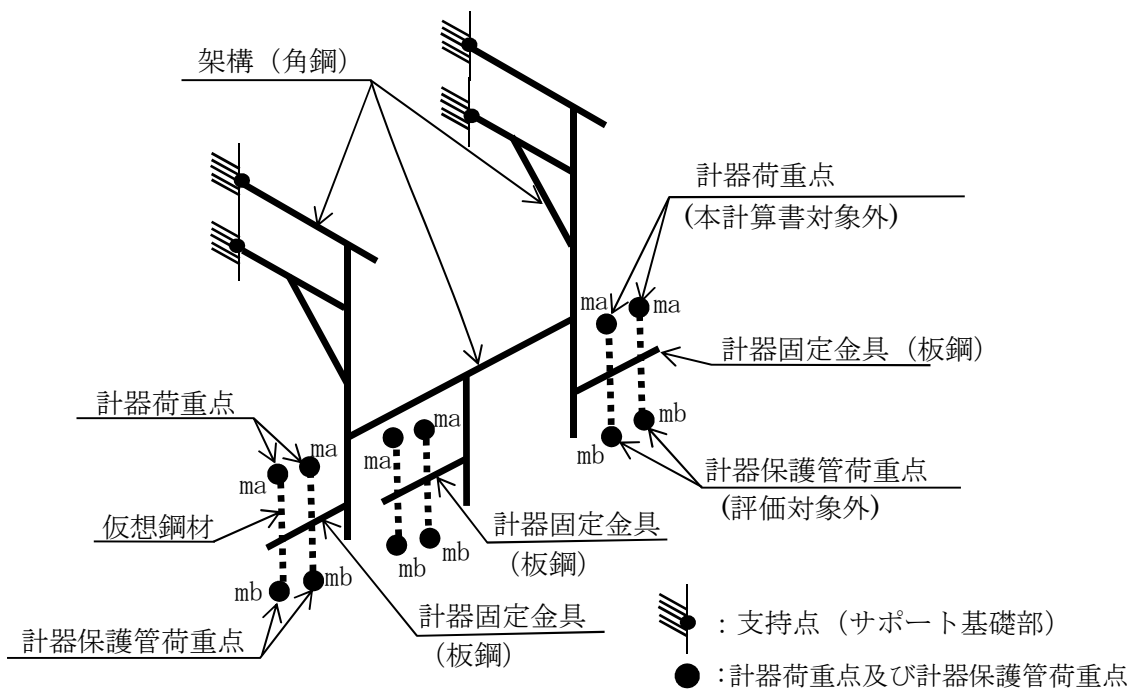 架構（角鋼）
計器荷重点
(本計算書対象外)
ma
ma
計器固定金具（板鋼）
mb
mb
計器保護管荷重点
(評価対象外)
計器荷重点
ma
ma
ma
ma
仮想鋼材
mb
mb
mb
mb
計器固定金具
(板鋼)
計器固定金具
(板鋼)
計器保護管荷重点
：支持点（サポート基礎部）
：計器荷重点及び計器保護管荷重点